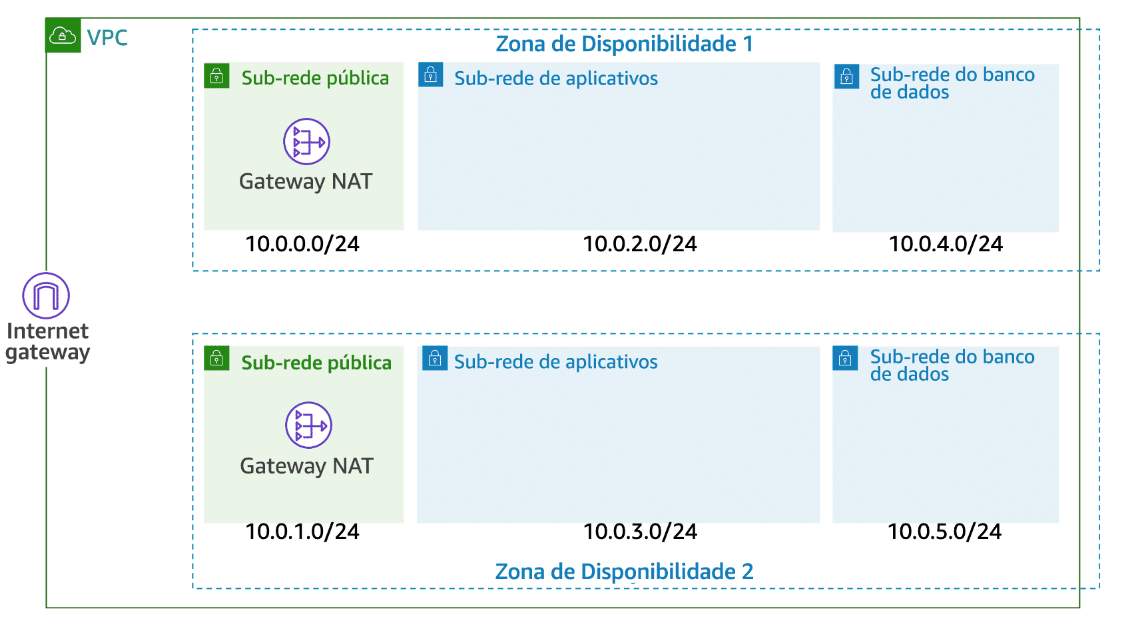 VPC
Zona de Disponibilidade 1
Sub-rede pública
Sub-rede de aplicativos
Sub-rede do banco
de dados
Gateway NAT
10.0.0.0/24
10.0.2.0/24
10.0.4.0/24
Internet
gateway
Sub-rede pública
Sub-rede de aplicativos
Sub-rede do banco
de dados
Gateway NAT
10.0.1.0/24
10.0.3.0/24
10.0.5.0/24
Zona de Disponibilidade 2